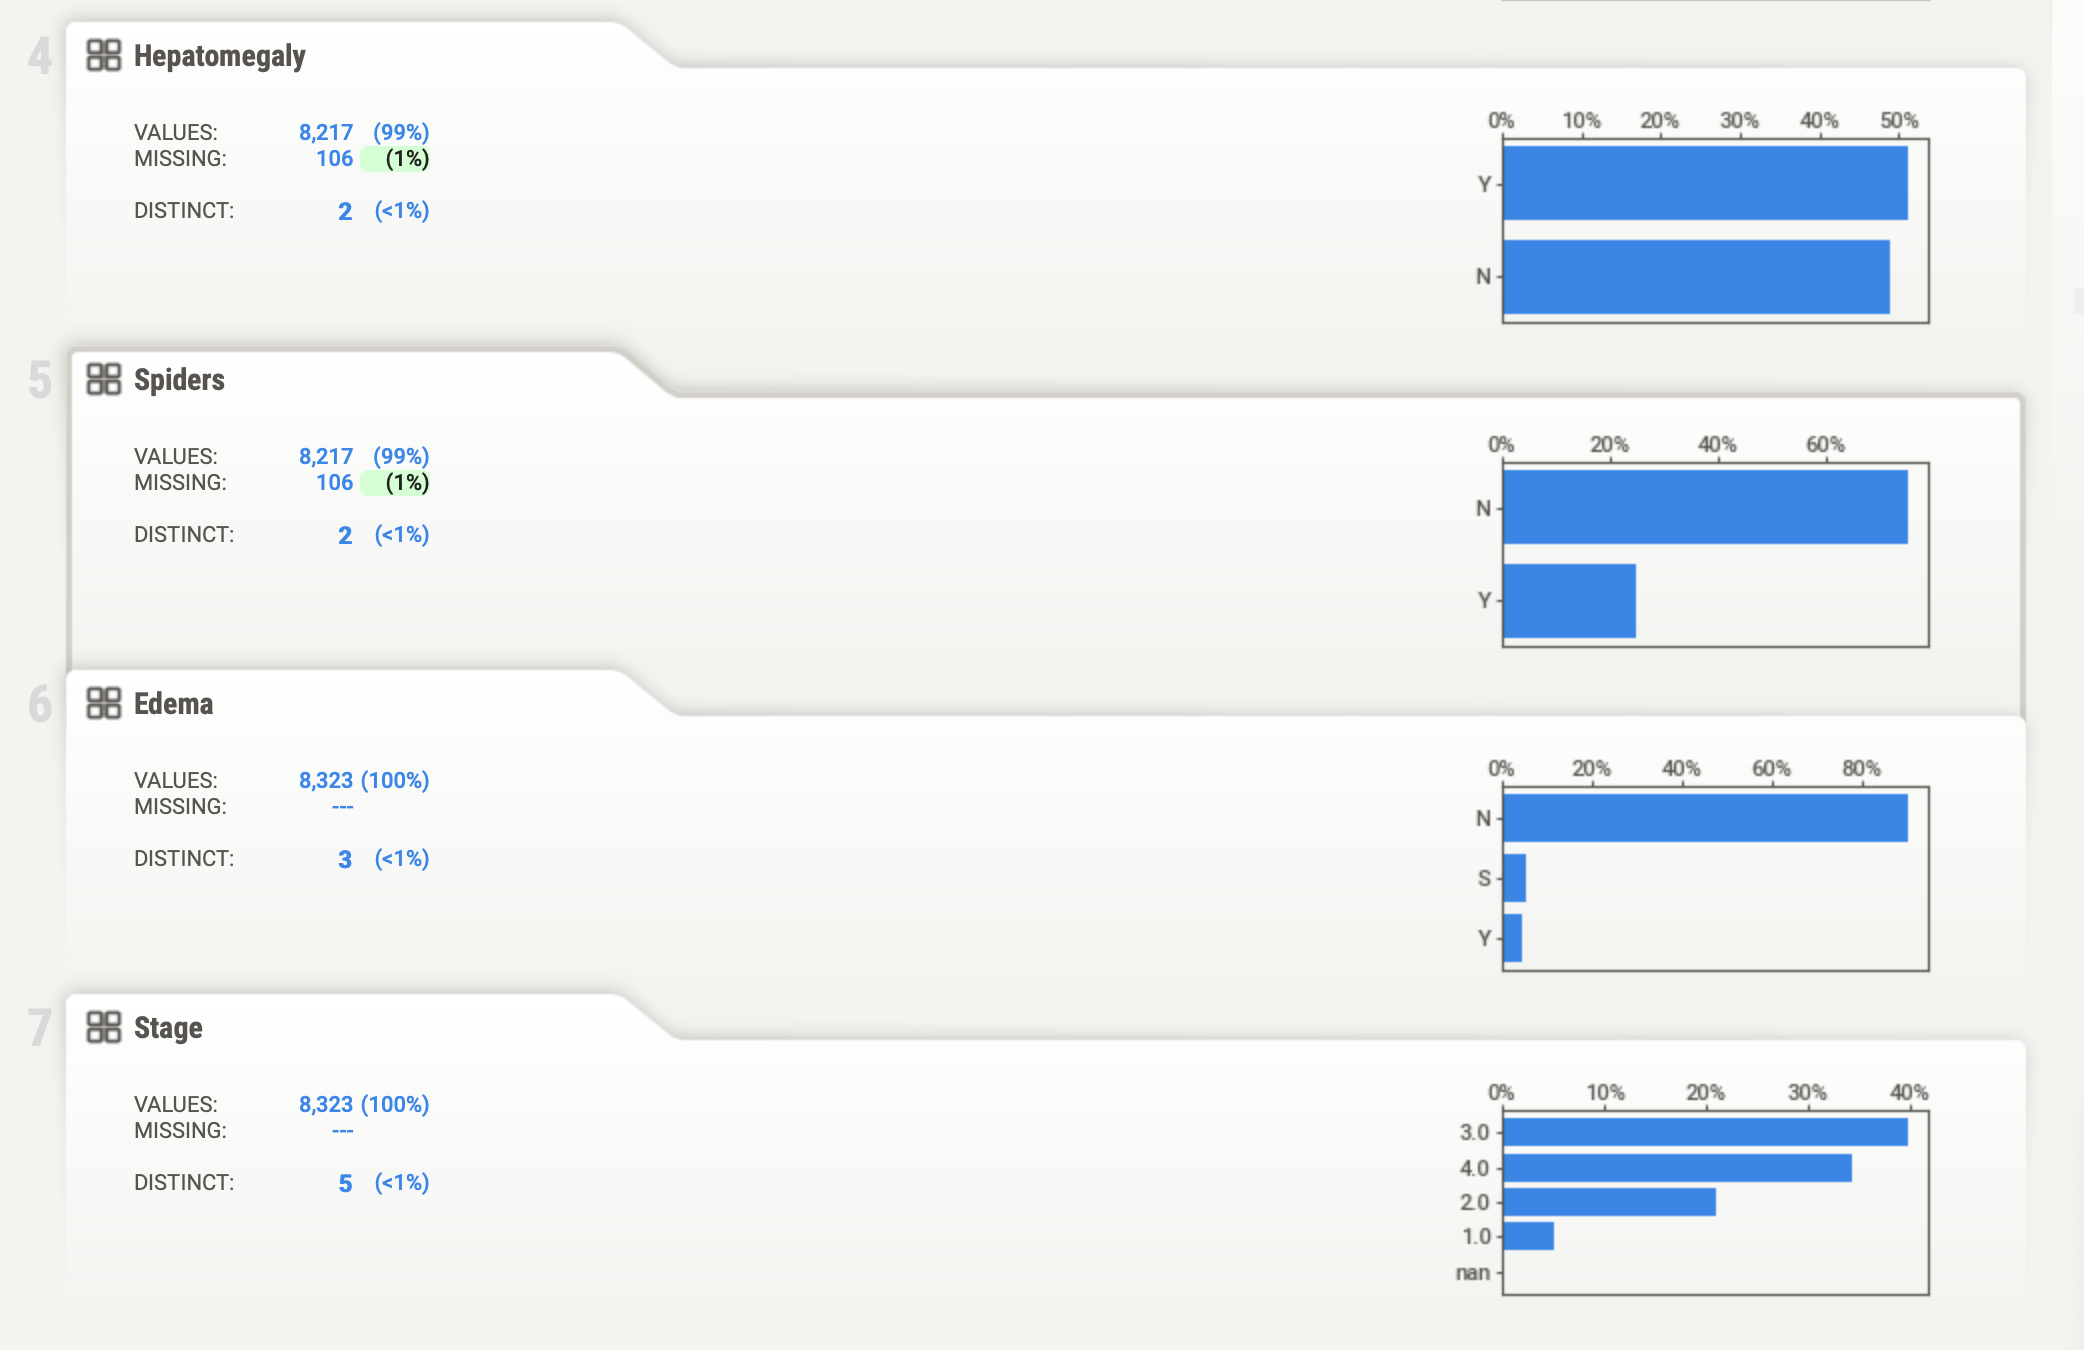 4
Hepatomegaly
VALUES: 8,217 (99%)
MISSING: 106 (1%)
DISTINCT: 2 (<1%)
0% 10% 20% 30% 40% 50%
Y
N
5
Spiders
VALUES: 8,217 (99%)
MISSING: 106 (1%)
DISTINCT: 2 (<1%)
0% 20% 40% 60%
N
Y
6
Edema
VALUES: 8,323 (100%)
MISSING: ---
DISTINCT: 3 (<1%)
0% 20% 40% 60% 80%
N
S
Y
7
Stage
VALUES: 8,323 (100%)
MISSING: ---
DISTINCT: 5 (<1%)
0% 10% 20% 30% 40%
3.0
4.0
2.0
1.0
nan